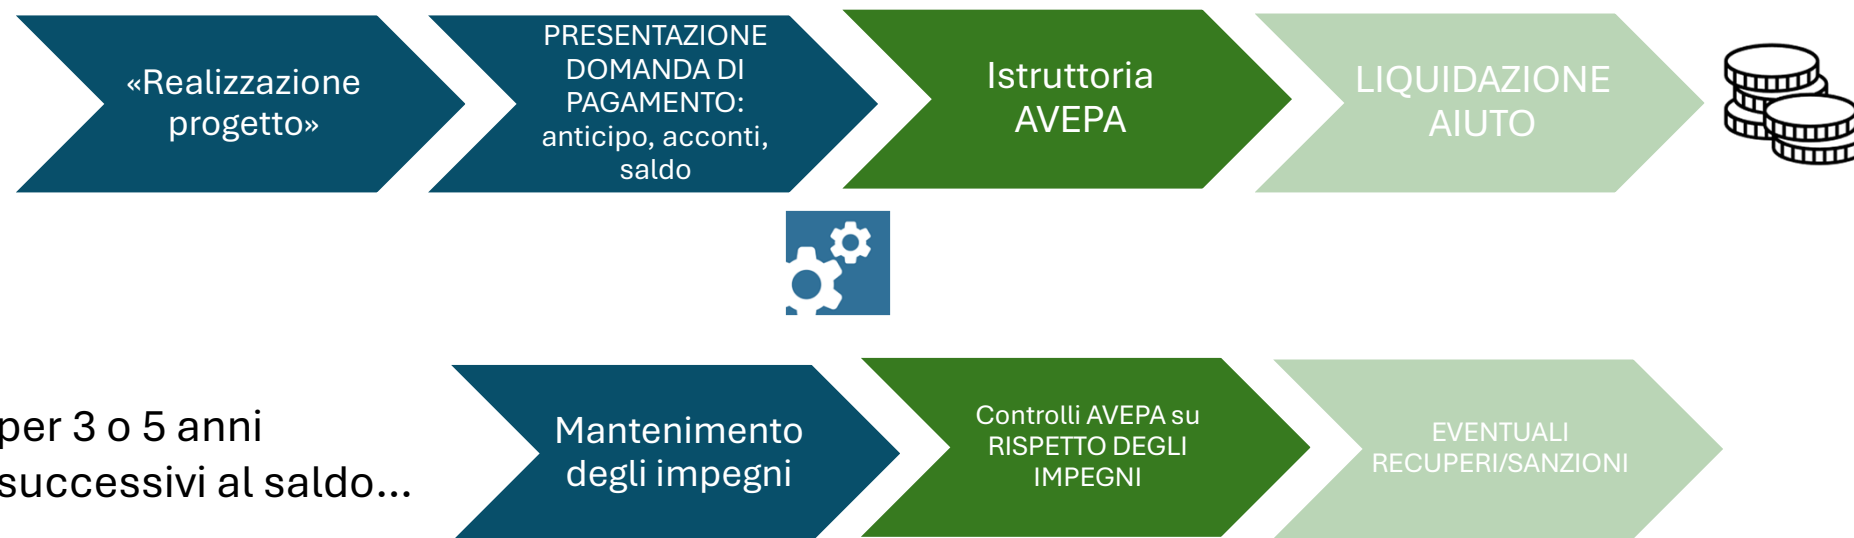 «Realizzazione
progetto»
PRESENTAZIONE
DOMANDA DI
PAGAMENTO:
anticipo, acconti,
saldo
Istruttoria
AVEPA
LIQUIDAZIONE
AIUTO
per 3 o 5 anni
successivi al saldo...
Mantenimento
degli impegni
Controlli AVEPA su
RISPETTO DEGLI
IMPEGNI
EVENTUALI
RECUPERI/SANZIONI